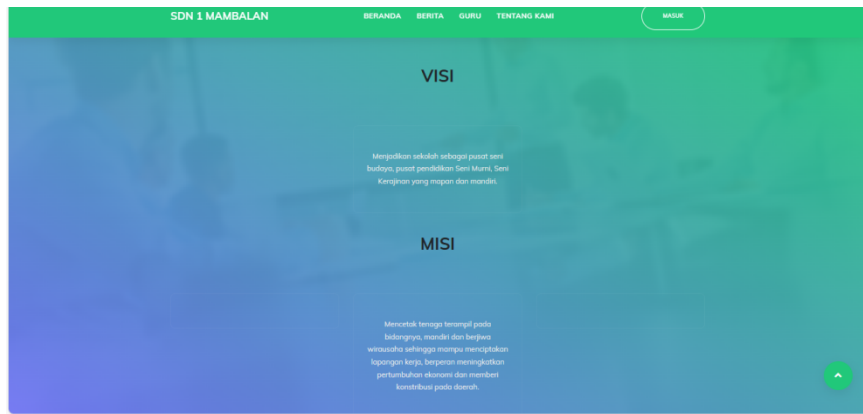 SDN 1 MAMBALAN
BERANDA BERITA GURU TENTANG KAMI
MASUK
VISI
Menjadikan sekolah sebagai pusat seni
budaya, pusat pendidikan Seni Murni, Seni
Kerajinan yang mapan dan mandiri.
MISI
Mencetak tenaga terampil pada
bidangnya, mandiri dan berjiwa
wirausaha sehingga mampu menciptakan
lapangan kerja, berperan meningkatkan
pertumbuhan ekonomi dan memberi
konstribusi pada daerah.